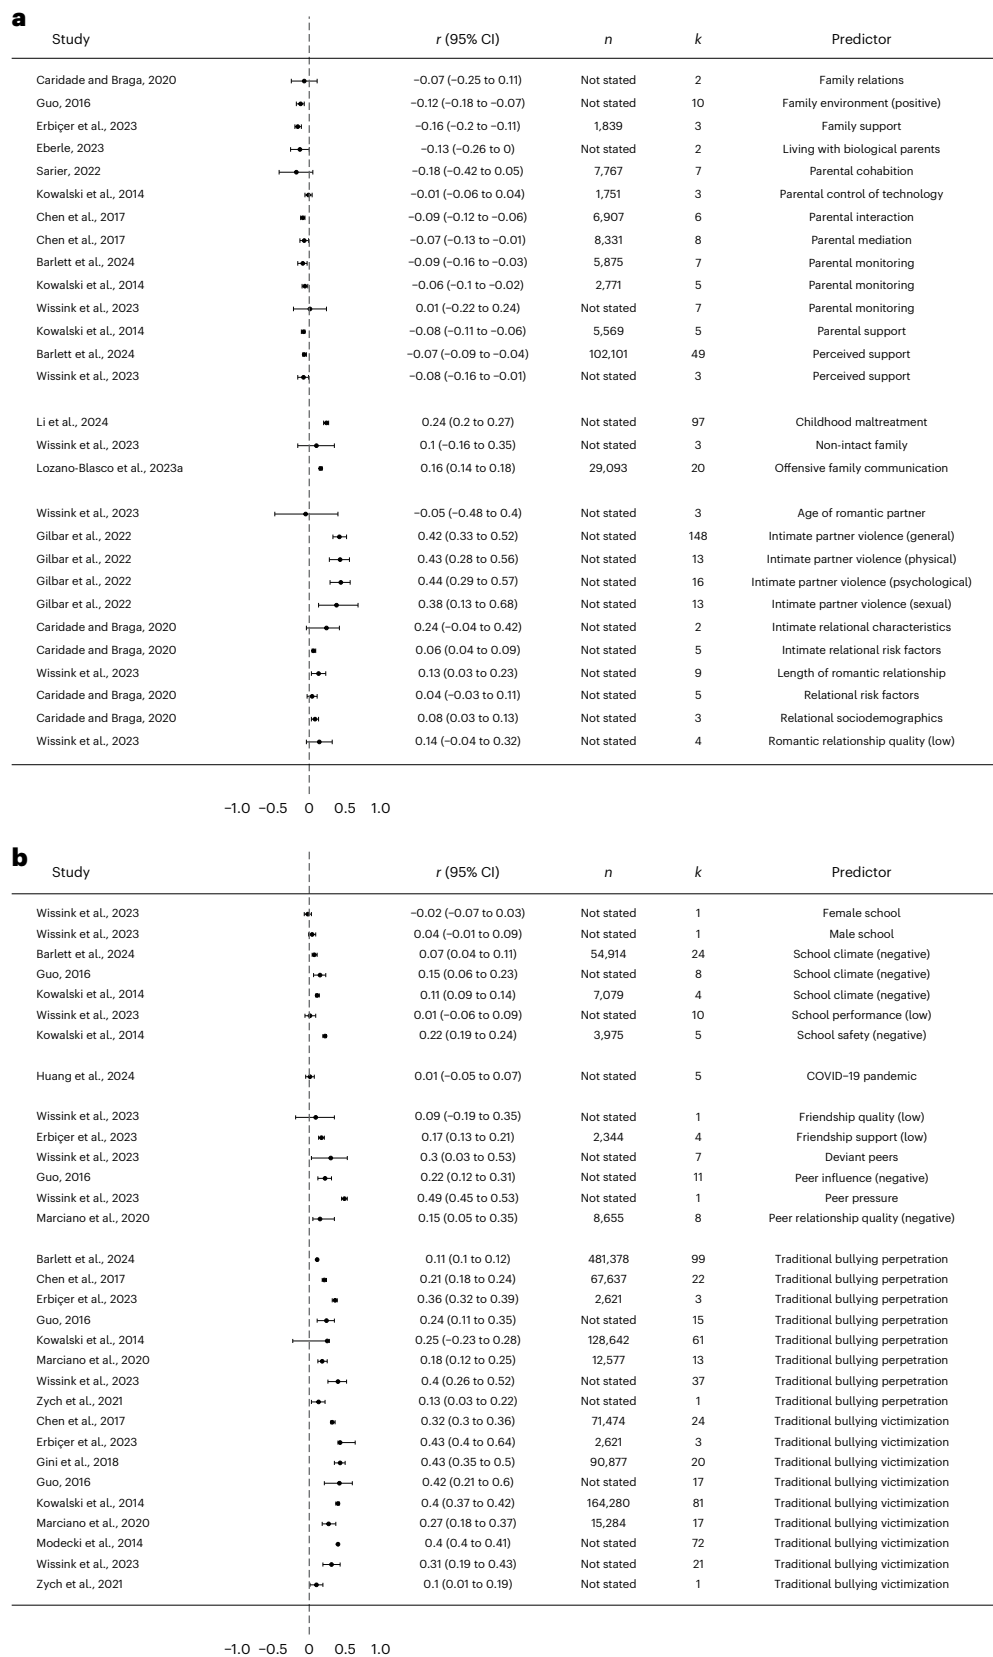 a
Study r (95% CI) n k Predictor
Caridade and Braga, 2020 −0.07 (−0.25 to 0.11) Not stated 2 Family relations
Guo, 2016 −0.12 (−0.18 to −0.07) Not stated 10 Family environment (positive)
Erbiçer et al., 2023 −0.16 (−0.2 to −0.11) 1,839 3 Family support
Eberle, 2023 −0.13 (−0.26 to 0) Not stated 2 Living with biological parents
Sarier, 2022 −0.18 (−0.42 to 0.05) 7,767 7 Parental cohabition
Kowalski et al., 2014 −0.01 (−0.06 to 0.04) 1,751 3 Parental control of technology
Chen et al., 2017 −0.09 (−0.12 to −0.06) 6,907 6 Parental interaction
Chen et al., 2017 −0.07 (−0.13 to −0.01) 8,331 8 Parental mediation
Barlett et al., 2024 −0.09 (−0.16 to −0.03) 5,875 7 Parental monitoring
Kowalski et al., 2014 −0.06 (−0.1 to −0.02) 2,771 5 Parental monitoring
Wissink et al., 2023 0.01 (−0.22 to 0.24) Not stated 7 Parental monitoring
Kowalski et al., 2014 −0.08 (−0.11 to −0.06) 5,569 5 Parental support
Barlett et al., 2024 −0.07 (−0.09 to −0.04) 102,101 49 Perceived support
Wissink et al., 2023 −0.08 (−0.16 to −0.01) Not stated 3 Perceived support
Li et al., 2024 0.24 (0.2 to 0.27) Not stated 97 Childhood maltreatment
Wissink et al., 2023 0.1 (−0.16 to 0.35) Not stated 3 Non-intact family
Lozano-Blasco et al., 2023a 0.16 (0.14 to 0.18) 29,093 20 Offensive family communication
Wissink et al., 2023 −0.05 (−0.48 to 0.4) Not stated 3 Age of romantic partner
Gilbar et al., 2022 0.42 (0.33 to 0.52) Not stated 148 Intimate partner violence (general)
Gilbar et al., 2022 0.43 (0.28 to 0.56) Not stated 13 Intimate partner violence (physical)
Gilbar et al., 2022 0.44 (0.29 to 0.57) Not stated 16 Intimate partner violence (psychological)
Gilbar et al., 2022 0.38 (0.13 to 0.68) Not stated 13 Intimate partner violence (sexual)
Caridade and Braga, 2020 0.24 (−0.04 to 0.42) Not stated 2 Intimate relational characteristics
Caridade and Braga, 2020 0.06 (0.04 to 0.09) Not stated 5 Intimate relational risk factors
Wissink et al., 2023 0.13 (0.03 to 0.23) Not stated 9 Length of romantic relationship
Caridade and Braga, 2020 0.04 (−0.03 to 0.11) Not stated 5 Relational risk factors
Caridade and Braga, 2020 0.08 (0.03 to 0.13) Not stated 3 Relational sociodemographics
Wissink et al., 2023 0.14 (−0.04 to 0.32) Not stated 4 Romantic relationship quality (low)
−1.0 −0.5 0 0.5 1.0
b
Study r (95% CI) n k Predictor
Wissink et al., 2023 −0.02 (−0.07 to 0.03) Not stated 1 Female school
Wissink et al., 2023 0.04 (−0.01 to 0.09) Not stated 1 Male school
Barlett et al., 2024 0.07 (0.04 to 0.11) 54,914 24 School climate (negative)
Guo, 2016 0.15 (0.06 to 0.23) Not stated 8 School climate (negative)
Kowalski et al., 2014 0.11 (0.09 to 0.14) 7,079 4 School climate (negative)
Wissink et al., 2023 0.01 (−0.06 to 0.09) Not stated 10 School performance (low)
Kowalski et al., 2014 0.22 (0.19 to 0.24) 3,975 5 School safety (negative)
Huang et al., 2024 0.01 (−0.05 to 0.07) Not stated 5 COVID−19 pandemic
Wissink et al., 2023 0.09 (−0.19 to 0.35) Not stated 1 Friendship quality (low)
Erbiçer et al., 2023 0.17 (0.13 to 0.21) 2,344 4 Friendship support (low)
Wissink et al., 2023 0.3 (0.03 to 0.53) Not stated 7 Deviant peers
Guo, 2016 0.22 (0.12 to 0.31) Not stated 11 Peer influence (negative)
Wissink et al., 2023 0.49 (0.45 to 0.53) Not stated 1 Peer pressure
Marciano et al., 2020 0.15 (0.05 to 0.35) 8,655 8 Peer relationship quality (negative)
Barlett et al., 2024 0.11 (0.1 to 0.12) 481,378 99 Traditional bullying perpetration
Chen et al., 2017 0.21 (0.18 to 0.24) 67,637 22 Traditional bullying perpetration
Erbiçer et al., 2023 0.36 (0.32 to 0.39) 2,621 3 Traditional bullying perpetration
Guo, 2016 0.24 (0.11 to 0.35) Not stated 15 Traditional bullying perpetration
Kowalski et al., 2014 0.25 (−0.23 to 0.28) 128,642 61 Traditional bullying perpetration
Marciano et al., 2020 0.18 (0.12 to 0.25) 12,577 13 Traditional bullying perpetration
Wissink et al., 2023 0.4 (0.26 to 0.52) Not stated 37 Traditional bullying perpetration
Zych et al., 2021 0.13 (0.03 to 0.22) Not stated 1 Traditional bullying perpetration
Chen et al., 2017 0.32 (0.3 to 0.36) 71,474 24 Traditional bullying victimization
Erbiçer et al., 2023 0.43 (0.4 to 0.64) 2,621 3 Traditional bullying victimization
Gini et al., 2018 0.43 (0.35 to 0.5) 90,877 20 Traditional bullying victimization
Guo, 2016 0.42 (0.21 to 0.6) Not stated 17 Traditional bullying victimization
Kowalski et al., 2014 0.4 (0.37 to 0.42) 164,280 81 Traditional bullying victimization
Marciano et al., 2020 0.27 (0.18 to 0.37) 15,284 17 Traditional bullying victimization
Modecki et al., 2014 0.4 (0.4 to 0.41) Not stated 72 Traditional bullying victimization
Wissink et al., 2023 0.31 (0.19 to 0.43) Not stated 21 Traditional bullying victimization
Zych et al., 2021 0.1 (0.01 to 0.19) Not stated 1 Traditional bullying victimization
−1.0 −0.5 0 0.5 1.0